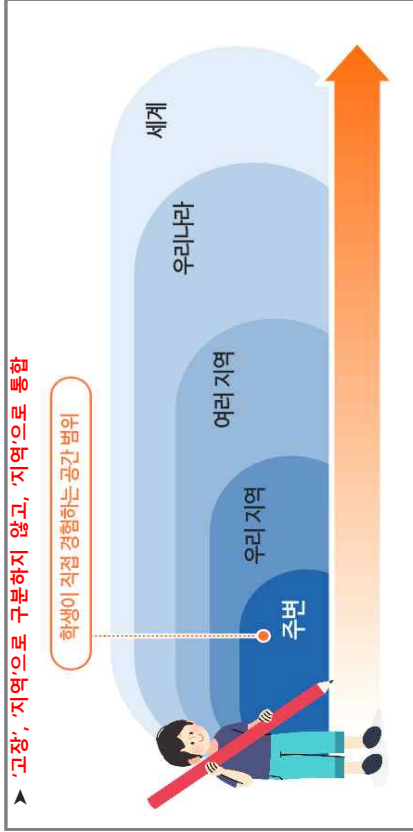 ➤ '고장', '지역'으로 구분하지 않고, '지역'으로 통합
학생이 직접 경험하는 공간 범위
주변
우리 지역
여러 지역
우리나라
세계